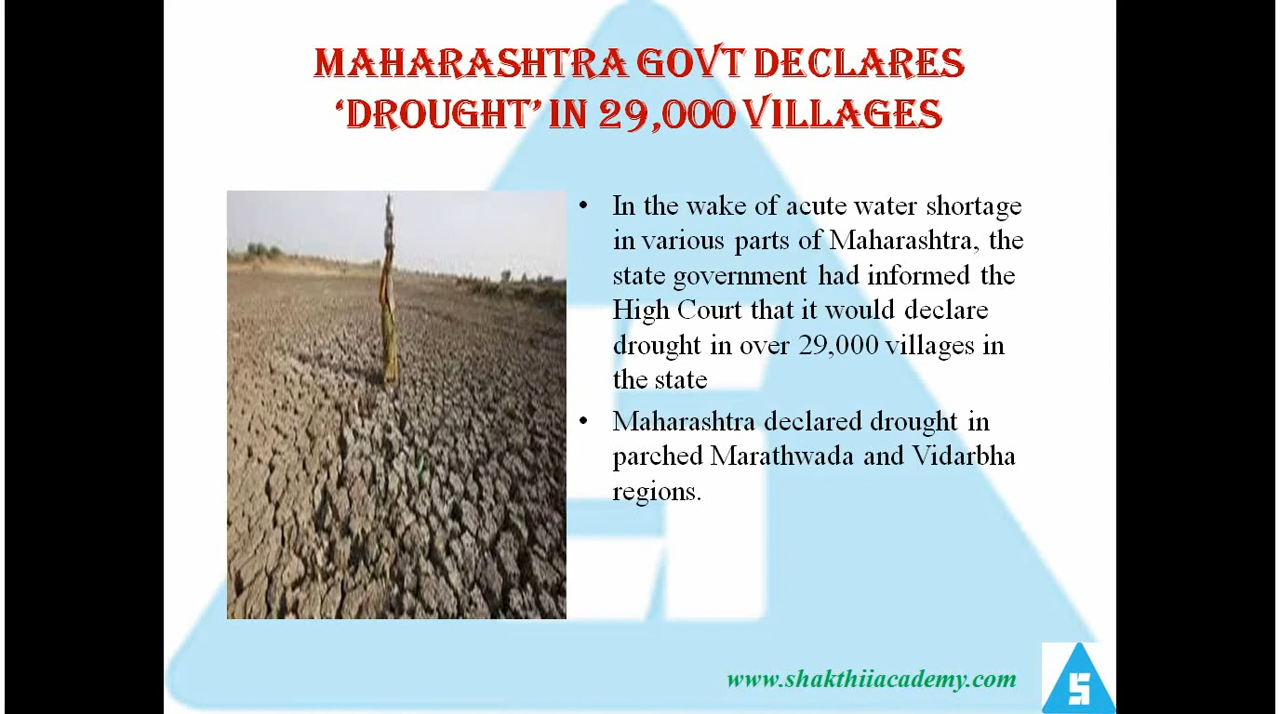 MAHARASHTRA GOVT DECLARES
‘DROUGHT’ IN 29,000 VILLAGES
• In the wake of acute water shortage
in various parts of Maharashtra, the
state government had informed the
High Court that it would declare
drought in over 29,000 villages in
the state
• Maharashtra declared drought in
parched Marathwada and Vidarbha
regions.
www.shakthiiacademy.com
S